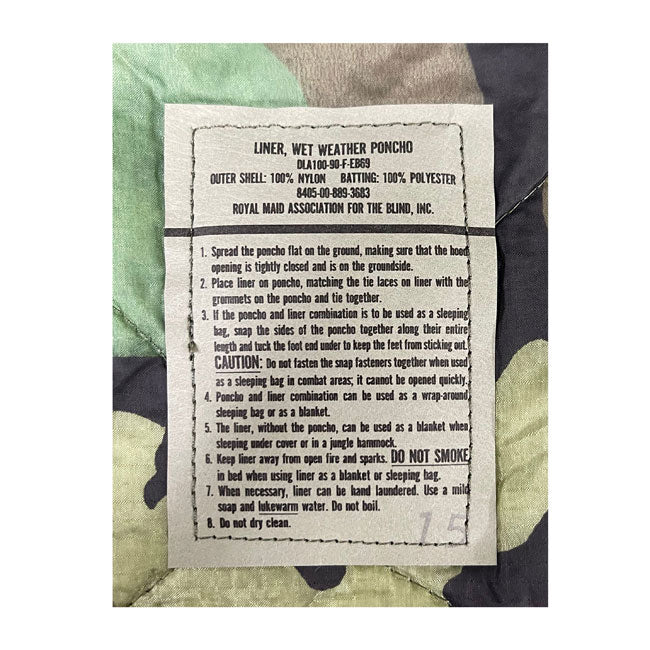 LINER, WET WEATHER PONCHO
DLA100-90-F-EB69
OUTER SHELL: 100% NYLON BATTING: 100% POLYESTER
8405-00-889-3683
ROYAL MAID ASSOCIATION FOR THE BLIND, INC.
1. Spread the poncho flat on the ground, making sure that the hood
opening is tightly closed and is on the groundside.
2. Place liner on poncho, matching the tie laces on liner with the
grommets on the poncho and tie together.
3. If the poncho and liner combination is to be used as a sleeping
bag, snap the sides of the poncho together along their entire
length and tuck the foot end under to keep the feet from sticking out.
CAUTION: Do not fasten the snap fasteners together when used
as a sleeping bag in combat areas; it cannot be opened quickly.
4. Poncho and liner combination can be used as a wrap-around
sleeping bag or as a blanket.
5. The liner, without the poncho, can be used as a blanket when
sleeping under cover or in a jungle hammock.
6. Keep liner away from open fire and sparks. DO NOT SMOKE
in bed when using liner as a blanket or sleeping bag.
7. When necessary, liner can be hand laundered. Use a mild
soap and lukewarm water. Do not boil.
8. Do not dry clean.
15